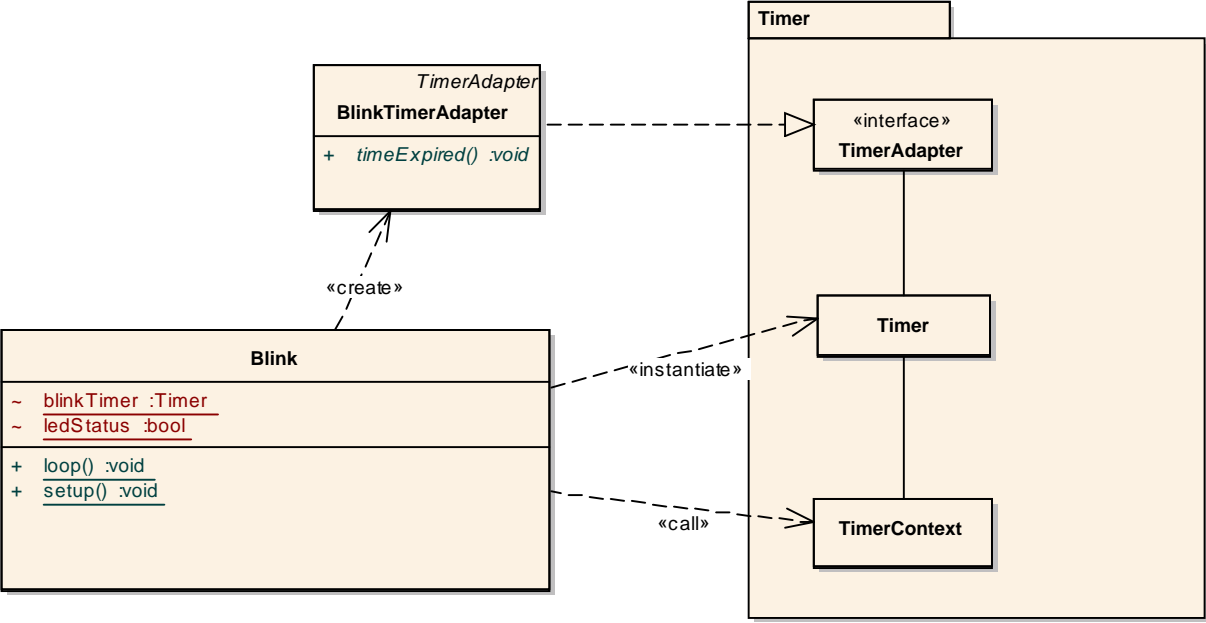 Timer
TimerAdapter
BlinkTimerAdapter
+ timeExpired() :void
«interface»
TimerAdapter
«create»
Timer
Blink
«instantiate»
~ blinkTimer :Timer
~ ledStatus :bool
+ loop() :void
+ setup() :void
«call»
TimerContext